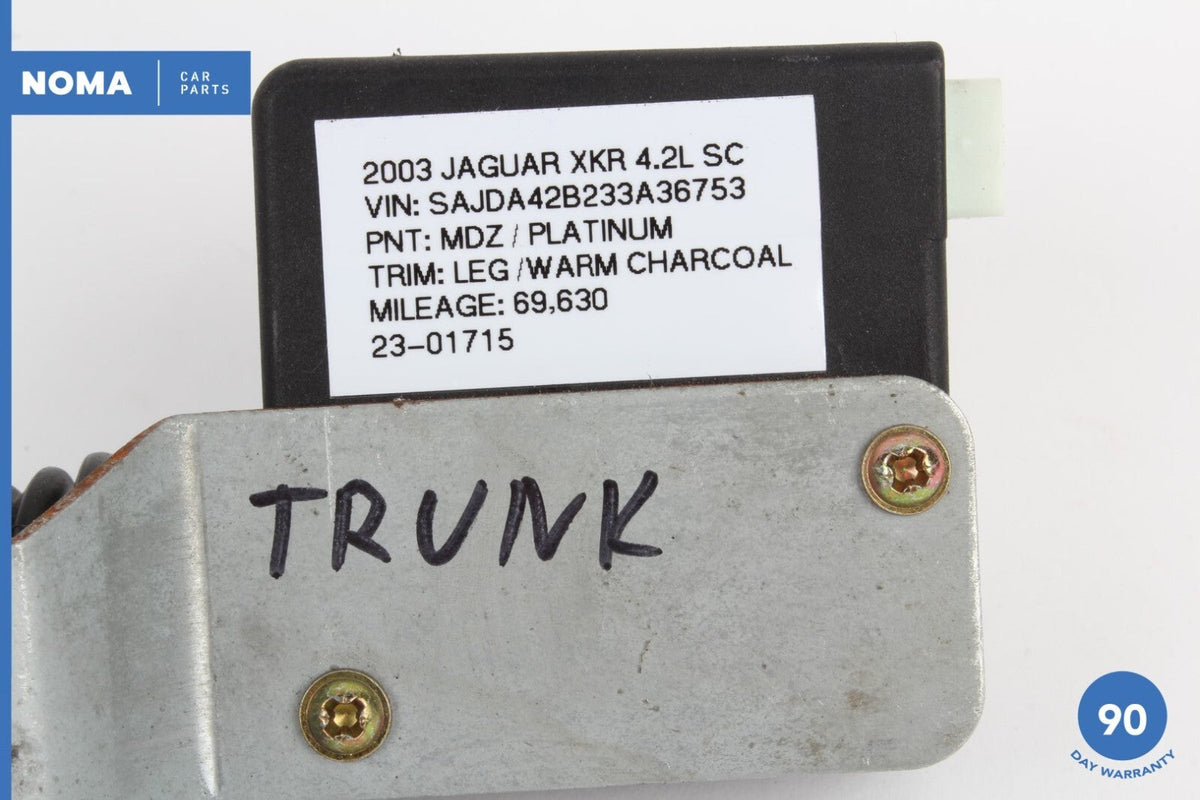 NOMA
CAR
PARTS
2003 JAGUAR XKR 4.2L SC
VIN: SAJDA42B233A36753
PNT: MDZ / PLATINUM
TRIM: LEG /WARM CHARCOAL
MILEAGE: 69,630
23-01715
TRUNK
90
DAY WARRANTY